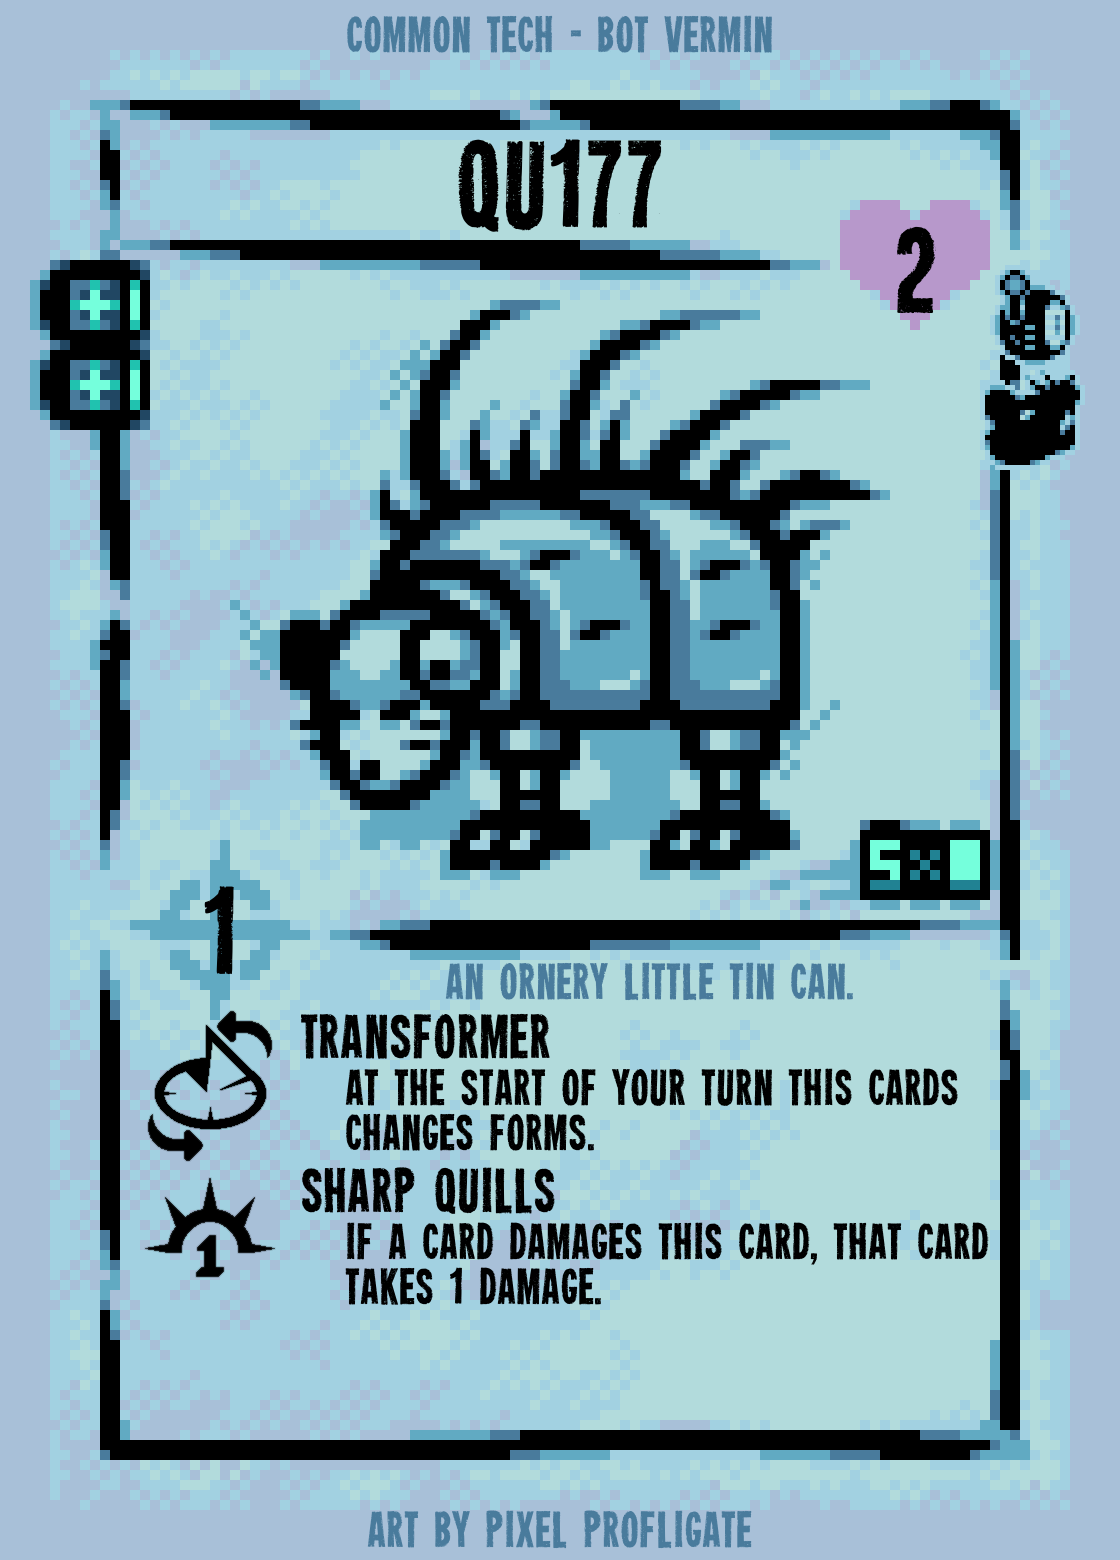 COMMON TECH - BOT VERMIN
QU177
2
5x
1
AN ORNERY LITTLE TIN CAN.
TRANSFORMER
AT THE START OF YOUR TURN THIS CARDS
CHANGES FORMS.
SHARP QUILLS
1
IF A CARD DAMAGES THIS CARD, THAT CARD
TAKES 1 DAMAGE.
ART BY PIXEL PROFLIGATE